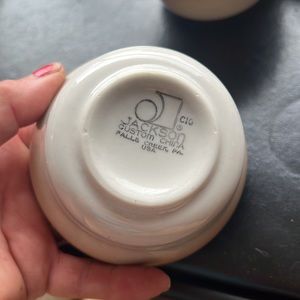 C10
JACKSON
®
CUSTOM CHINA
FALLS CREEK, PA.
USA